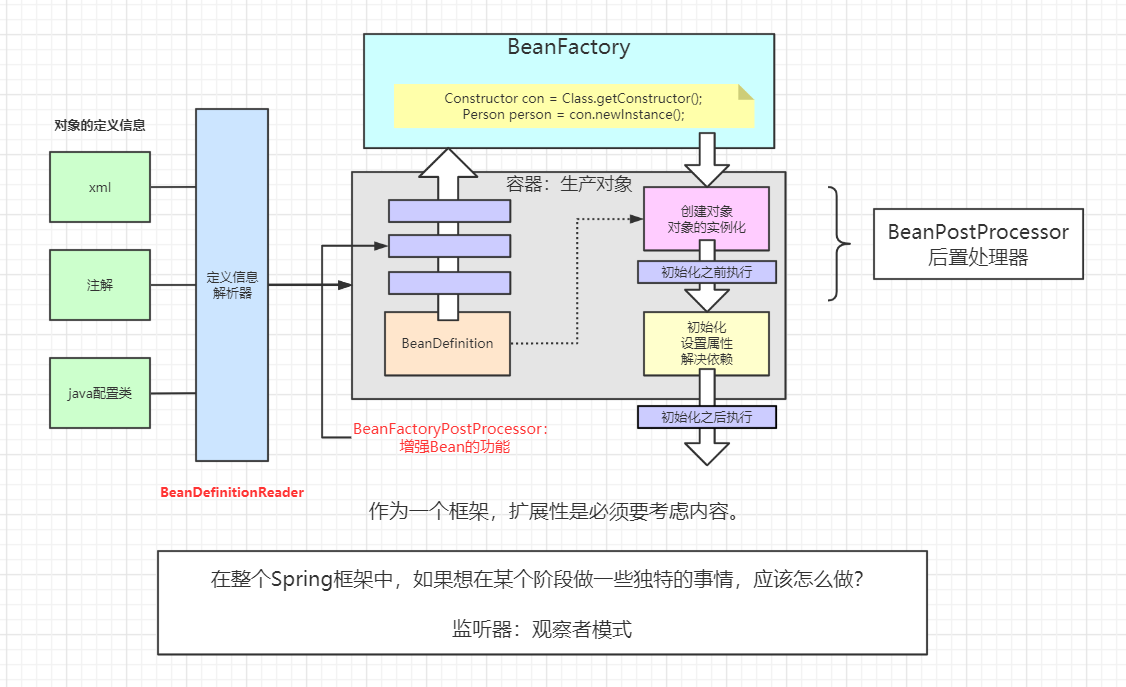 BeanFactory
Constructor con = Class.getConstructor();
Person person = con.newInstance();
对象的定义信息
xml
注解
java配置类
定义信息
解析器
BeanDefinitionReader
容器：生产对象
BeanDefinition
BeanFactoryPostProcessor：
增强Bean的功能
创建对象
对象的实例化
初始化之前执行
初始化
设置属性
解决依赖
初始化之后执行
BeanPostProcessor
后置处理器
作为一个框架，扩展性是必须要考虑内容。
在整个Spring框架中，如果想在某个阶段做一些独特的事情，应该怎么做？
监听器：观察者模式